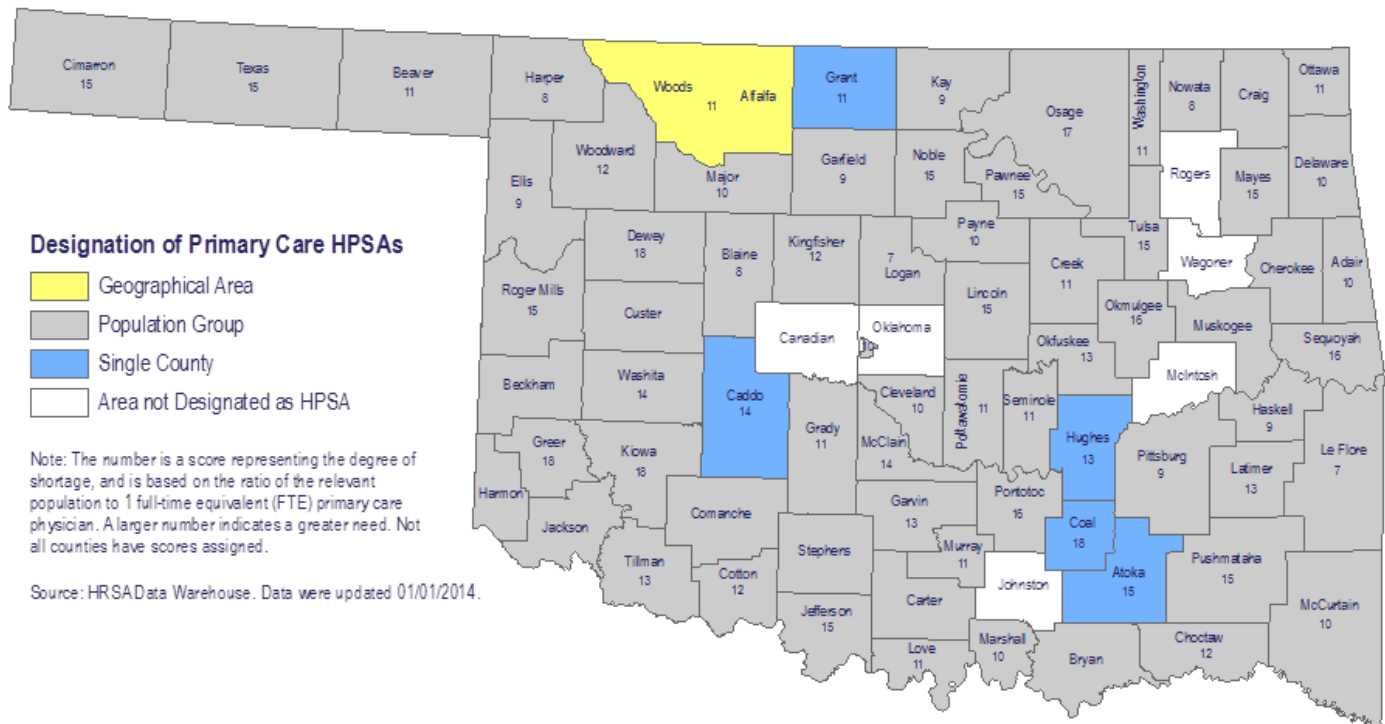 Cimarron
15
Texas
15
Beaver
11
Harper
8
Woods
11
Alfalfa
Grant
11
Kay
9
Osage
17
Washington
11
Nowata
8
Craig
Ottawa
11
Ellis
9
Woodward
12
Major
10
Garfield
9
Noble
15
Pawnee
15
Rogers
Mayes
15
Delaware
10
Designation of Primary Care HPSAs
Geographical Area
Population Group
Single County
Area not Designated as HPSA
Note: The number is a score representing the degree of
shortage, and is based on the ratio of the relevant
population to 1 full-time equivalent (FTE) primary care
physician. A larger number indicates a greater need. Not
all counties have scores assigned.
Source: HRSA Data Warehouse. Data were updated 01/01/2014.
Dewey
18
Blaine
8
Kingfisher
12
7
Logan
Payne
10
Creek
11
Tulsa
15
Wagoner
Cherokee
Adair
10
Roger Mills
15
Custer
Canadian
Oklahoma
10
Lincoln
15
Okmulgee
16
Muskogee
Okfuskee
13
Sequoyah
16
Beckham
Washita
14
Caddo
14
Grady
11
Cleveland
10
McClain
14
Pottawatomie
11
Seminole
11
Hughes
13
McIntosh
Haskell
9
Pittsburg
9
Latimer
13
Le Flore
7
Greer
18
Kiowa
18
Harmon
Jackson
Comanche
Tillman
13
Cotton
12
Stephens
Jefferson
15
Garvin
13
Murray
11
Pontotoc
16
Coal
18
Atoka
15
Pushmataha
15
Carter
Johnston
Love
11
Marshall
10
Bryan
Choctaw
12
McCurtain
10